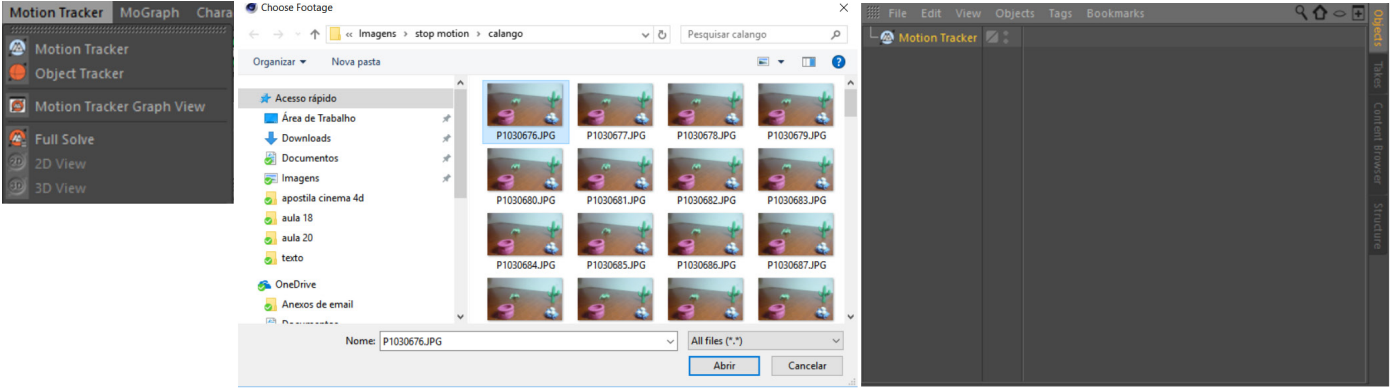 Motion Tracker MoGraph Chara
Motion Tracker
Object Tracker
Motion Tracker Graph View
Full Solve
2D View
3D View
Choose Footage
« Imagens › stop motion › calango
Pesquisar calango
Organizar
Nova pasta
Acesso rápido
Área de Trabalho
Downloads
Documentos
Imagens
apostila cinema 4d
aula 18
aula 20
texto
OneDrive
Anexos de email
Documentos
P1030676.JPG P1030677.JPG P1030678.JPG P1030679.JPG
P1030680.JPG P1030681.JPG P1030682.JPG P1030683.JPG
P1030684.JPG P1030685.JPG P1030686.JPG P1030687.JPG
Nome: P1030676.JPG
All files (*.*)
Abrir Cancelar
File Edit View Objects Tags Bookmarks
Motion Tracker
Objects
Takes
Content Browser
Structure